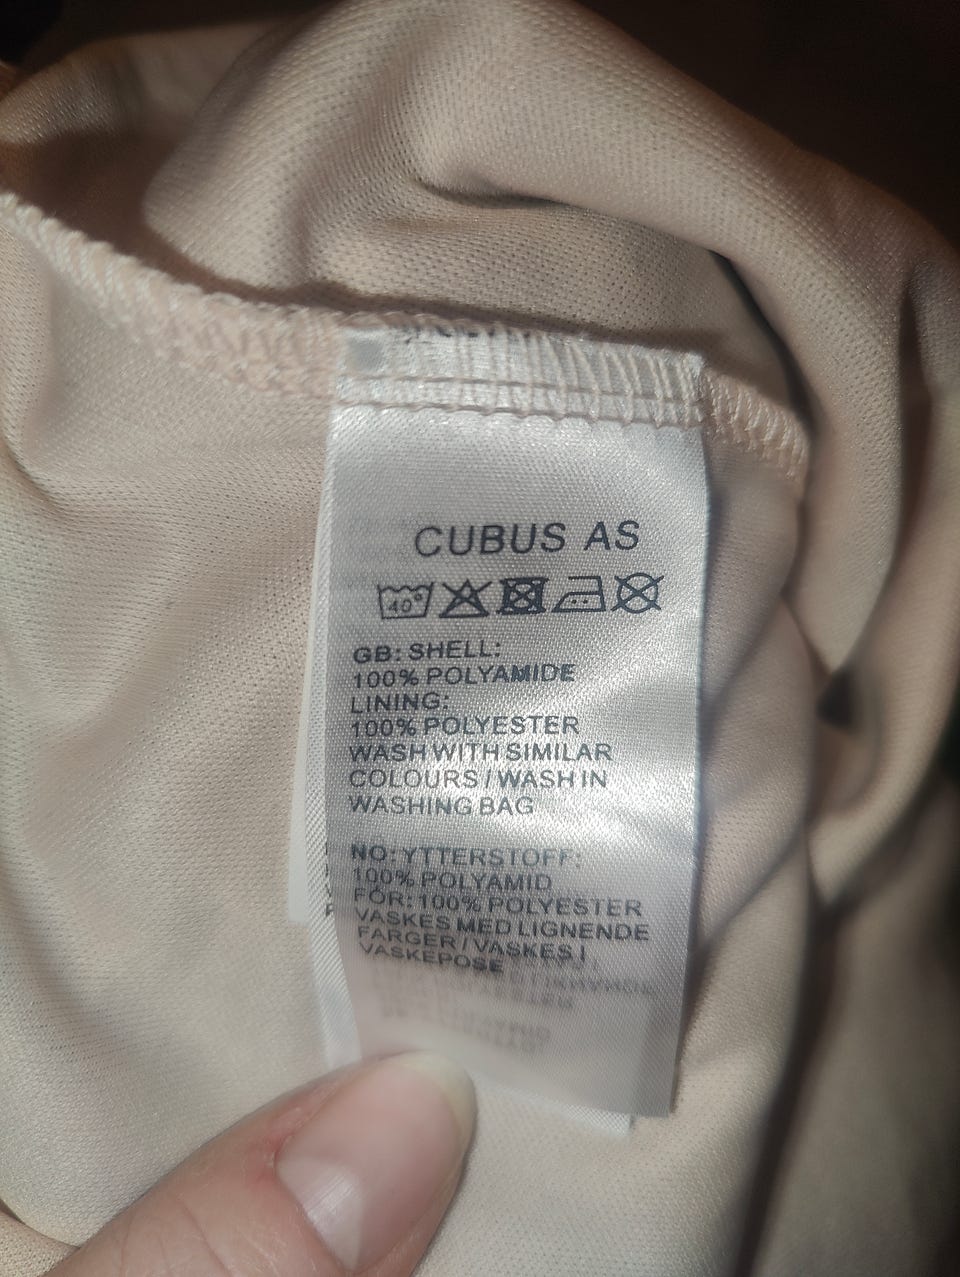 CUBUS AS
40°
GB: SHELL:
100% POLYAMIDE
LINING:
100% POLYESTER
WASH WITH SIMILAR
COLOURS / WASH IN
WASHING BAG
NO: YTTERSTOFF:
100% POLYAMID
FÔR: 100% POLYESTER
VASKES MED LIGNENDE
FARGER / VASKES I
VASKEPOSE